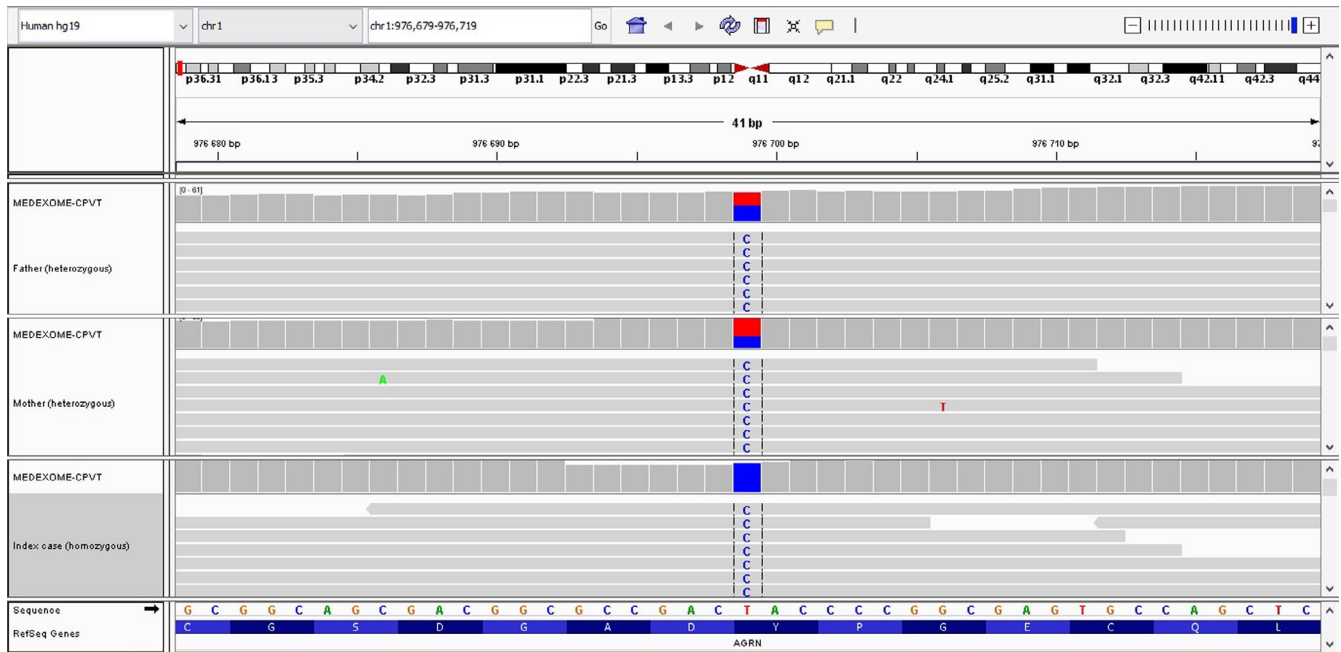 Human hg19 chr1 chr1:976,679-976,719 Go
p36.31 p36.13 p35.3 p34.2 p32.3 p31.3 p31.1 p22.3 p21.3 p13.3 p12 q11 q12 q21.1 q22 q24.1 q25.2 q31.1 q32.1 q32.3 q42.11 q42.3 q44
41 bp
976 680 bp 976 690 bp 976 700 bp 976 710 bp
[0 - 61]
MEDEXOME-CPVT
C
C
Father (heterozygous) C
C
C
C
MEDEXOME-CPVT
C
A C
C
Mother (heterozygous) C T
C
C
C
MEDEXOME-CPVT
C
C
C
Index case (homozygous) C
C
C
C
Sequence G C G G C A G C G A C G G C G C C G A C T A C C C C G G C G A G T G C C A G C T C
RefSeq Genes C G S D G A D Y P G E C Q L
AGRN